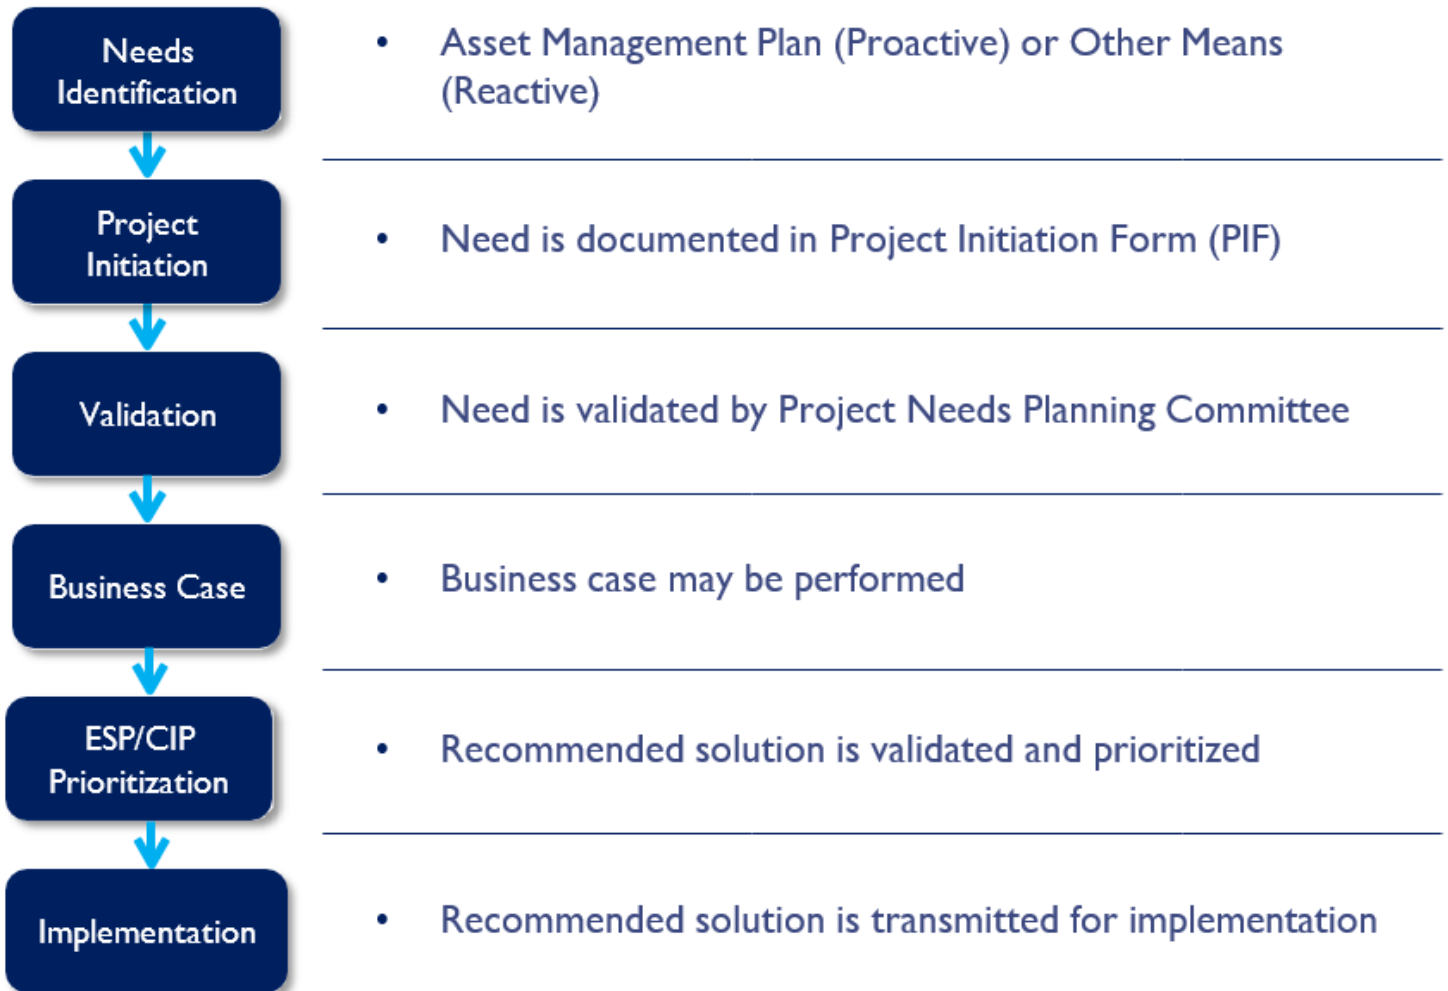 Needs
Identification
• Asset Management Plan (Proactive) or Other Means
(Reactive)
Project
Initiation
• Need is documented in Project Initiation Form (PIF)
Validation
• Need is validated by Project Needs Planning Committee
Business Case
• Business case may be performed
ESP/CIP
Prioritization
• Recommended solution is validated and prioritized
Implementation
• Recommended solution is transmitted for implementation